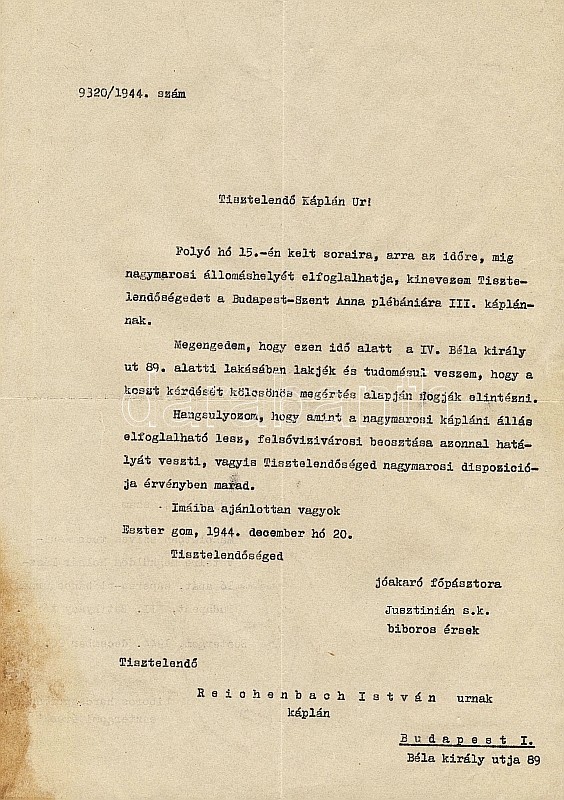 9320/1944. szám
Tisztelendő Káplán Ur!
Folyó hó 15.-én kelt soraira, arra az időre, mig
nagymarosi állomáshelyét elfoglalhatja, kinevezem Tiszte-
lendőségedet a Budapest-Szent Anna plébániára III. káplán-
nak.
Megengedem, hogy ezen idő alatt a IV. Béla király
ut 89. alatti lakásában lakjék és tudomásul veszem, hogy a
koszt kérdését kölcsönös megértés alapján fogják elintézni.
Hangsulyozom, hogy amint a nagymarosi kápláni állás
elfoglalható lesz, felsővizivárosi beosztása azonnal hatá-
lyát veszti, vagyis Tisztelendőséged nagymarosi dispozició-
ja érvényben marad.
Imáiba ajánlottan vagyok
Eszter gom, 1944. december hó 20.
Tisztelendőséged
jóakaró főpásztora
Jusztinián s.k.
biboros érsek
Tisztelendő
Reichenbach István urnak
káplán
Budapest I.
Béla király utja 89